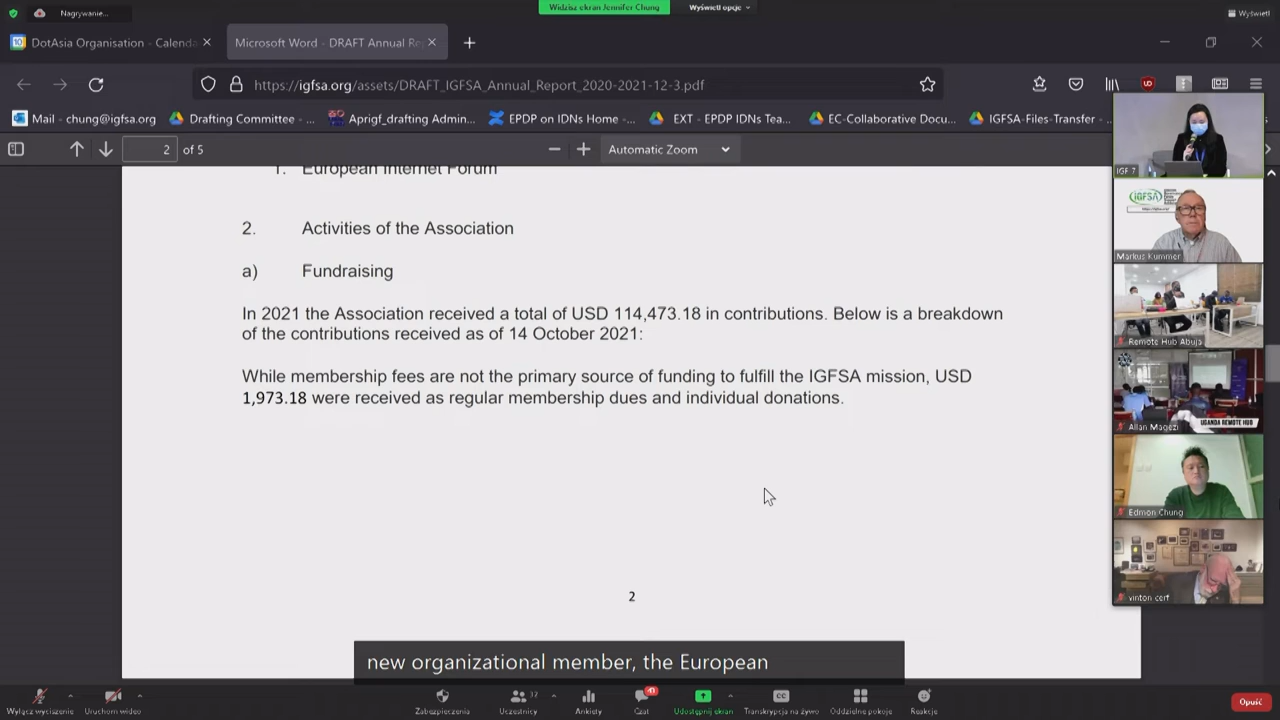 Nagrywanie...
Widzisz ekran Jennifer Chung
Wyświetl opcje
Wyświetl
DotAsia Organisation - Calenda
Microsoft Word - DRAFT Annual Re
https://igfsa.org/assets/DRAFT_IGFSA_Annual_Report_2020-2021-12-3.pdf
Mail - chung@igfsa.org
Drafting Committee - ...
Aprigf_drafting Admin...
EPDP on IDNs Home - ...
EXT - EPDP IDNs Tea...
EC-Collaborative Docu...
IGFSA-Files-Transfer - ...
2 of 5
Automatic Zoom
1. European Internet Forum
2. Activities of the Association
a) Fundraising
In 2021 the Association received a total of USD 114,473.18 in contributions. Below is a breakdown
of the contributions received as of 14 October 2021:
While membership fees are not the primary source of funding to fulfill the IGFSA mission, USD
1,973.18 were received as regular membership dues and individual donations.
2
new organizational member, the European
IGF 7
IGFSA
Markus Kummer
Remote Hub Abuja
UGANDA REMOTE HUB
Allan Magezi
Edmon Chung
vinton cerf
Włącz wyciszenie
Uruchom wideo
Zabezpieczenia
Uczestnicy
Ankiety
Czat
Udostępnij ekran
CC
Transkrypcja na żywo
Oddzielne pokoje
Reakcje
Opuść